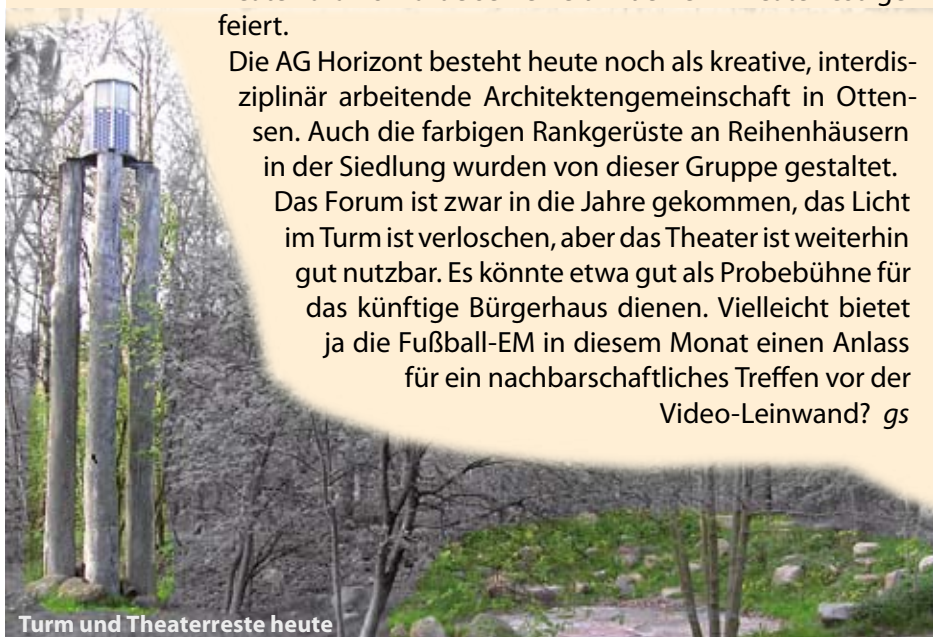 feiert.
Die AG Horizont besteht heute noch als kreative, interdis-
ziplinär arbeitende Architektengemeinschaft in Otten-
sen. Auch die farbigen Rankgerüste an Reihenhäusern
in der Siedlung wurden von dieser Gruppe gestaltet.
Das Forum ist zwar in die Jahre gekommen, das Licht
im Turm ist verloschen, aber das Theater ist weiterhin
gut nutzbar. Es könnte etwa gut als Probebühne für
das künftige Bürgerhaus dienen. Vielleicht bietet
ja die Fußball-EM in diesem Monat einen Anlass
für ein nachbarschaftliches Treffen vor der
Video-Leinwand? gs
Turm und Theaterreste heute